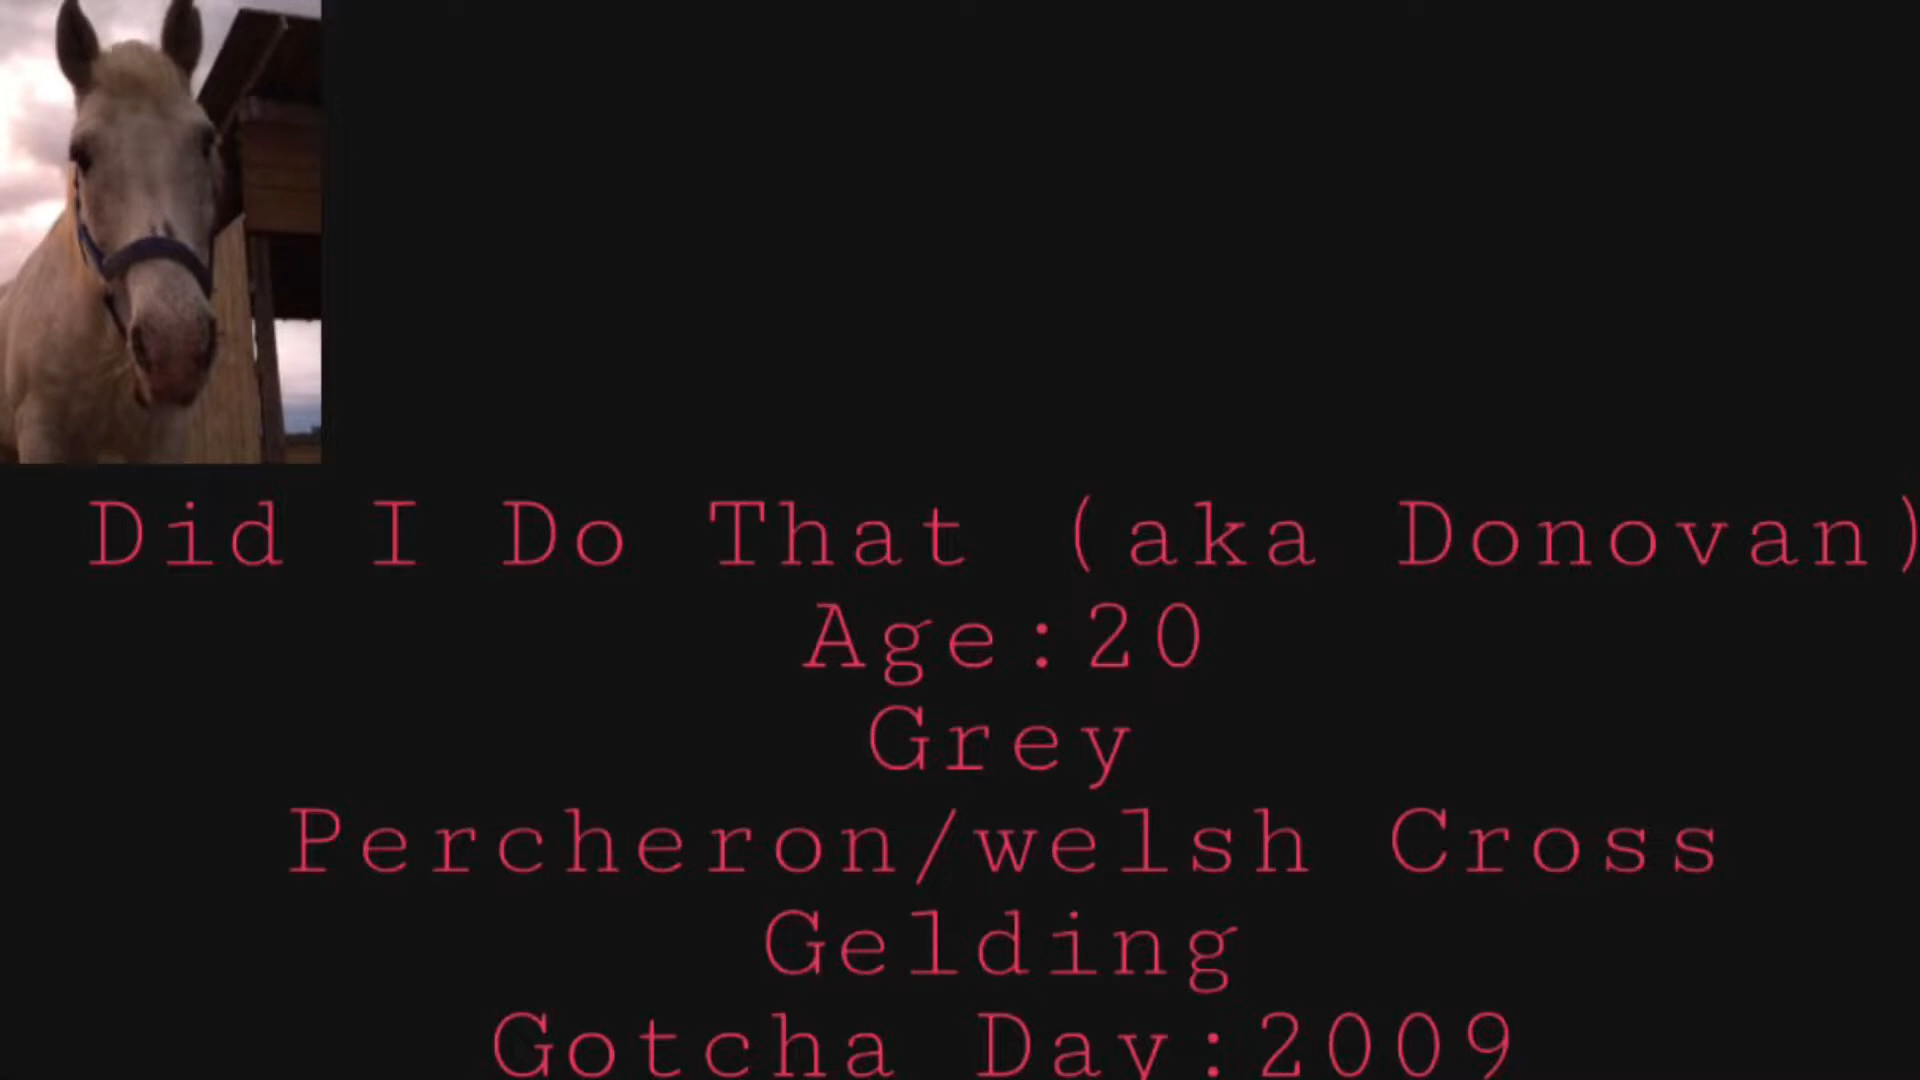 Did I Do That (aka Donovan)
Age:20
Grey
Percheron/welsh Cross
Gelding
Gotcha Day:2009